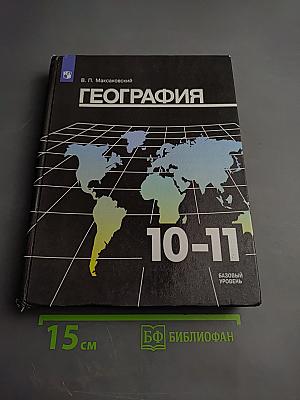 В. П. Максаковский
ГЕОГРАФИЯ
10–11
БАЗОВЫЙ
УРОВЕНЬ
15 см
БФ БИБЛИОФАН